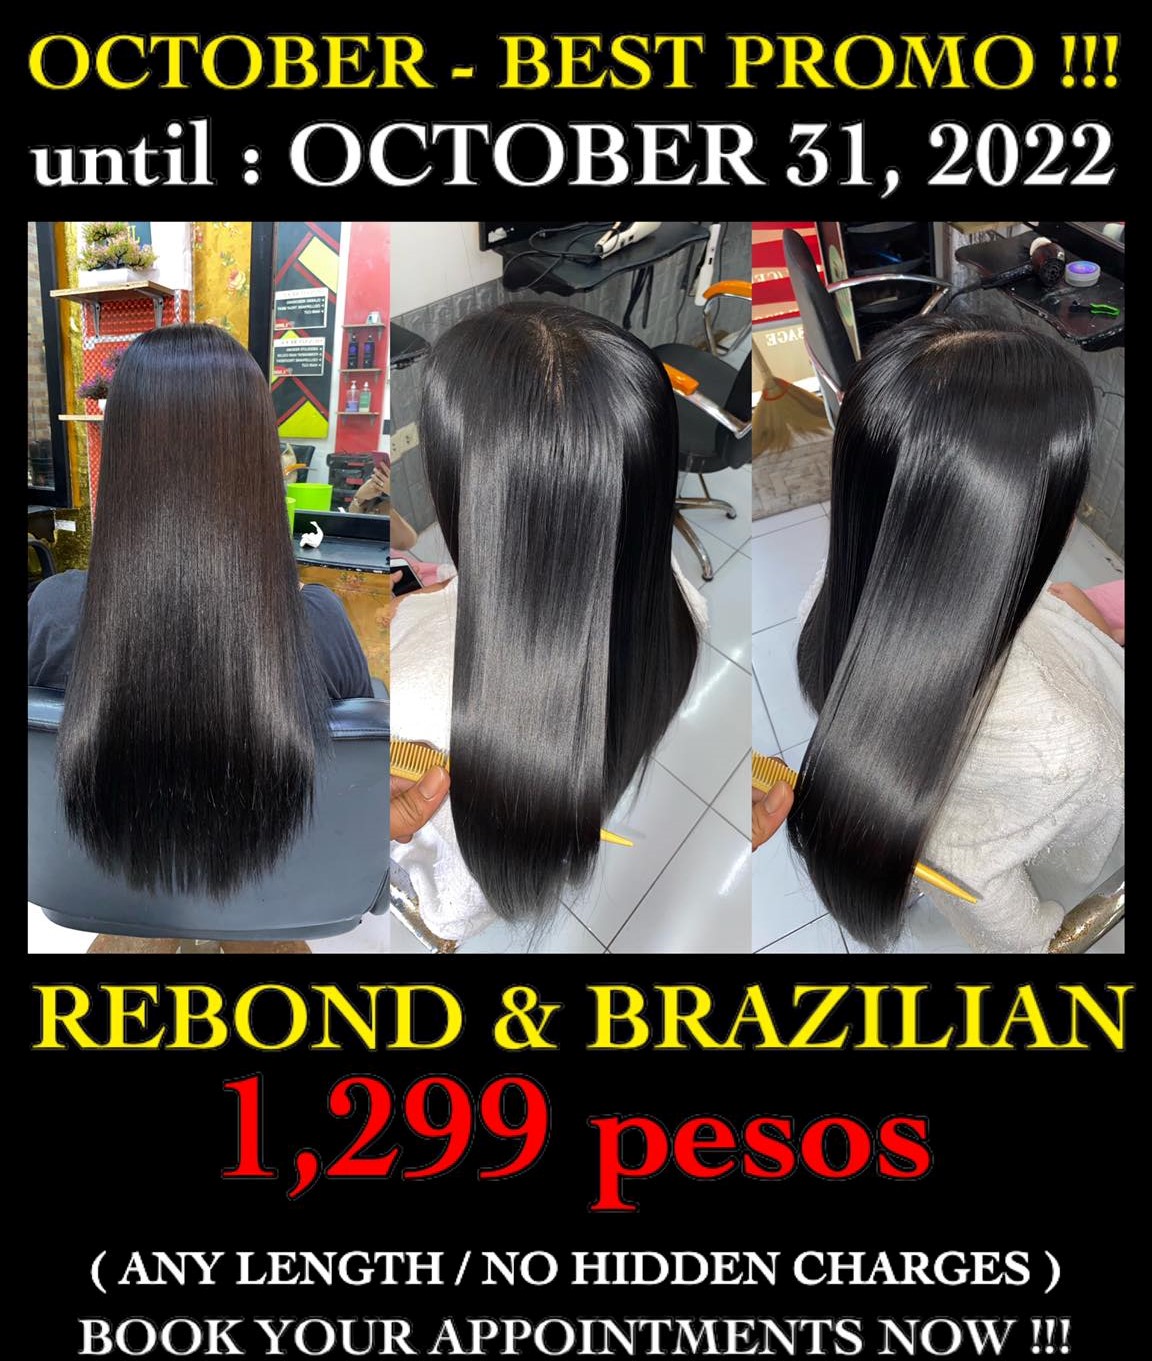 OCTOBER - BEST PROMO !!!
until : OCTOBER 31, 2022
REBOND & BRAZILIAN
1,299 pesos
( ANY LENGTH / NO HIDDEN CHARGES )
BOOK YOUR APPOINTMENTS NOW !!!